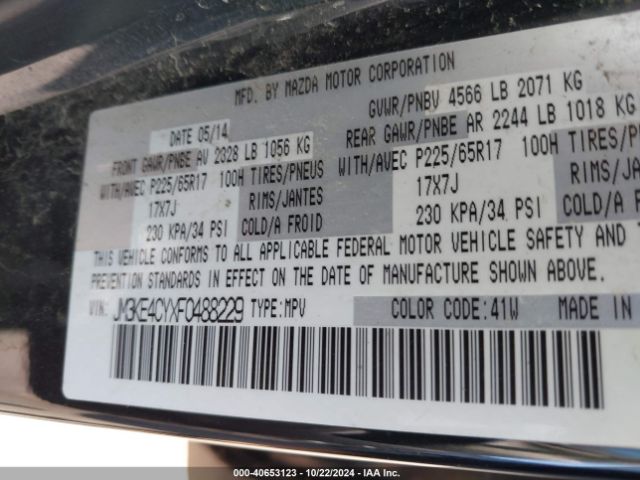 MFD. BY MAZDA MOTOR CORPORATION
DATE 05/14 GVWR/PNBV 4566 LB 2071 KG
FRONT GAWR/PNBE AV 2328 LB 1056 KG REAR GAWR/PNBE AR 2244 LB 1018 KG
WITH/AVEC P225/65R17 100H TIRES/PNEUS WITH/AVEC P225/65R17 100H TIRES/P
17X7J RIMS/JANTES 17X7J RIMS/JANTES
230 KPA/34 PSI COLD/A FROID 230 KPA/34 PSI COLD/A F
THIS VEHICLE CONFORMS TO ALL APPLICABLE FEDERAL MOTOR VEHICLE SAFETY AND
PREVENTION STANDARDS IN EFFECT ON THE DATE OF MANUFACTURE SHOWN ABOVE.
VIN: JM3KE4CYXF0488229 TYPE:MPV COLOR CODE:41W MADE IN
000-40653123 - 10/22/2024 - IAA Copart